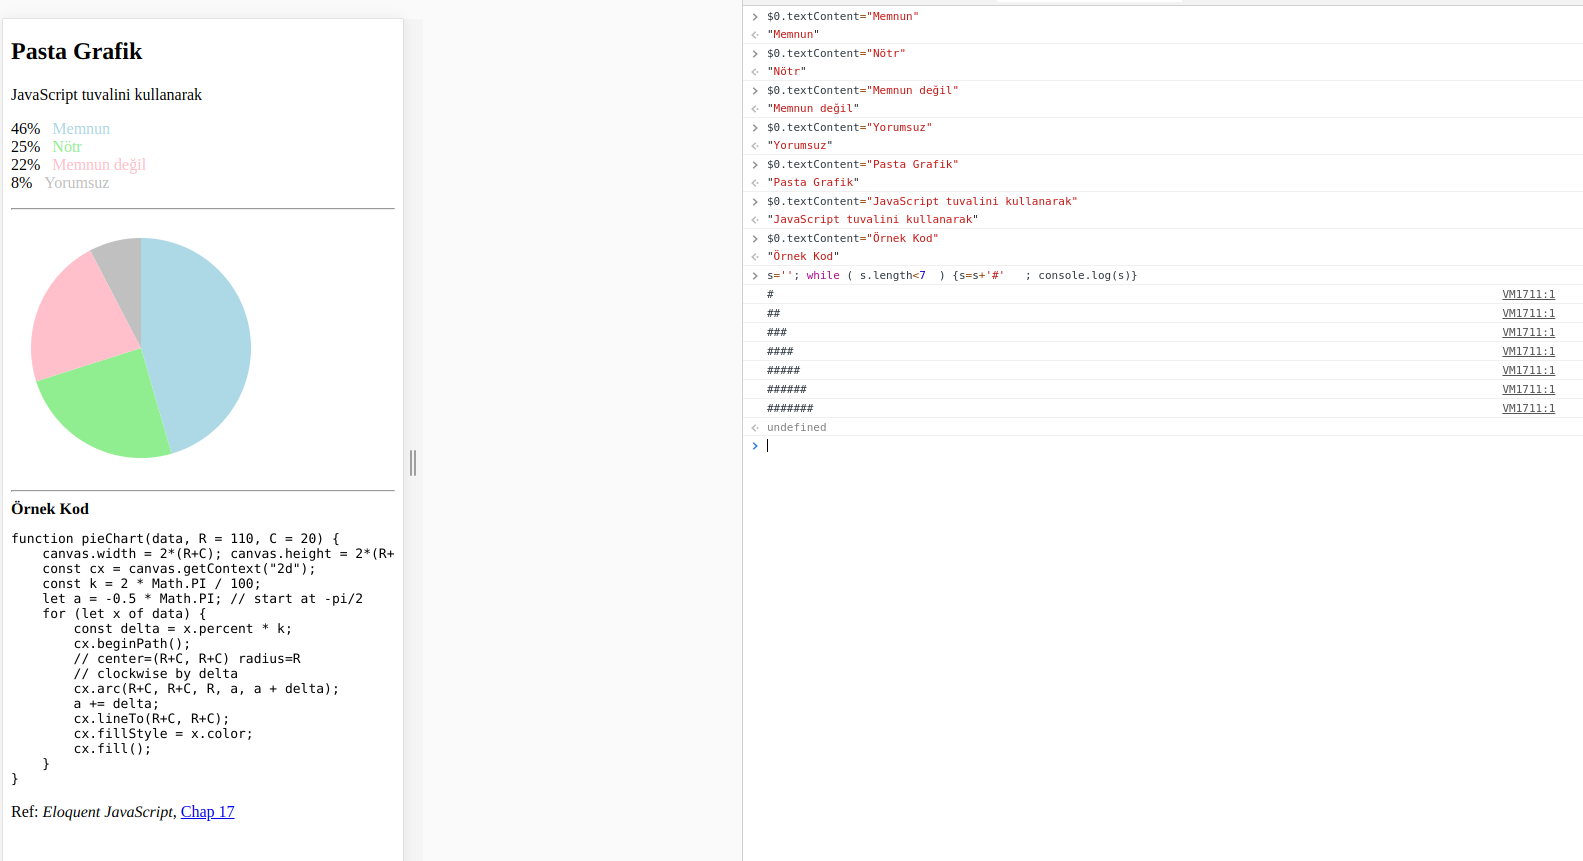 Pasta Grafik
JavaScript tuvalini kullanarak
46% Memnun
25% Nötr
22% Memnun değil
8% Yorumsuz
Örnek Kod
function pieChart(data, R = 110, C = 20) {
    canvas.width = 2*(R+C); canvas.height = 2*(R+
    const cx = canvas.getContext("2d");
    const k = 2 * Math.PI / 100;
    let a = -0.5 * Math.PI; // start at -pi/2
    for (let x of data) {
        const delta = x.percent * k;
        cx.beginPath();
        // center=(R+C, R+C) radius=R
        // clockwise by delta
        cx.arc(R+C, R+C, R, a, a + delta);
        a += delta;
        cx.lineTo(R+C, R+C);
        cx.fillStyle = x.color;
        cx.fill();
    }
}
Ref: Eloquent JavaScript, Chap 17
> $0.textContent="Memnun"
"Memnun"
> $0.textContent="Nötr"
"Nötr"
> $0.textContent="Memnun değil"
"Memnun değil"
> $0.textContent="Yorumsuz"
"Yorumsuz"
> $0.textContent="Pasta Grafik"
"Pasta Grafik"
> $0.textContent="JavaScript tuvalini kullanarak"
"JavaScript tuvalini kullanarak"
> $0.textContent="Örnek Kod"
"Örnek Kod"
> s=''; while ( s.length<7  ) {s=s+'#'   ; console.log(s)}
# VM1711:1
## VM1711:1
### VM1711:1
#### VM1711:1
##### VM1711:1
###### VM1711:1
####### VM1711:1
undefined
>